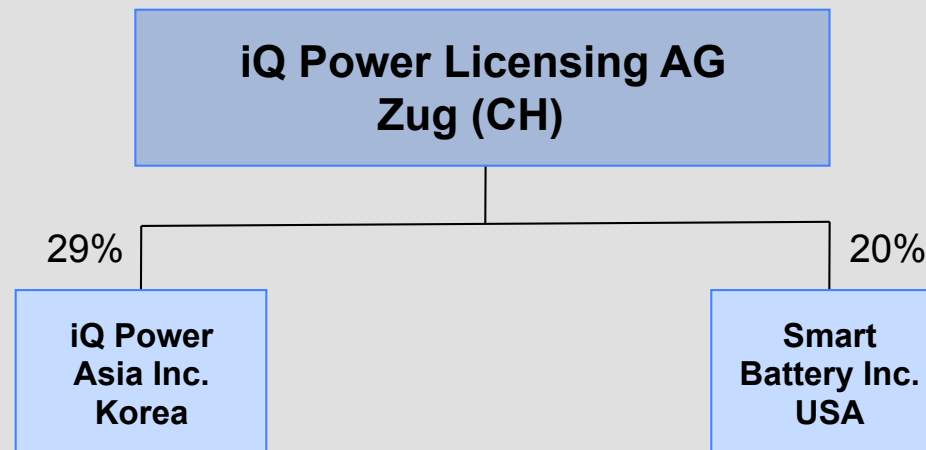 iQ Power Licensing AG
Zug (CH)
29%
20%
iQ Power
Asia Inc.
Korea
Smart
Battery Inc.
USA